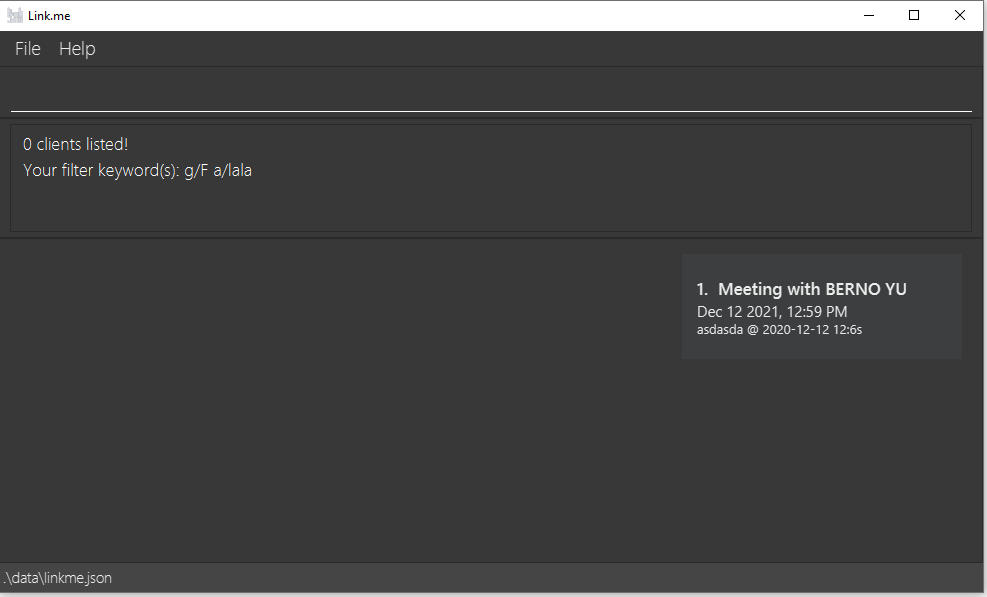 Link.me
File Help
0 clients listed!
Your filter keyword(s): g/F a/lala
1. Meeting with BERNO YU
Dec 12 2021, 12:59 PM
asdasda @ 2020-12-12 12:6s
.\data\linkme.json